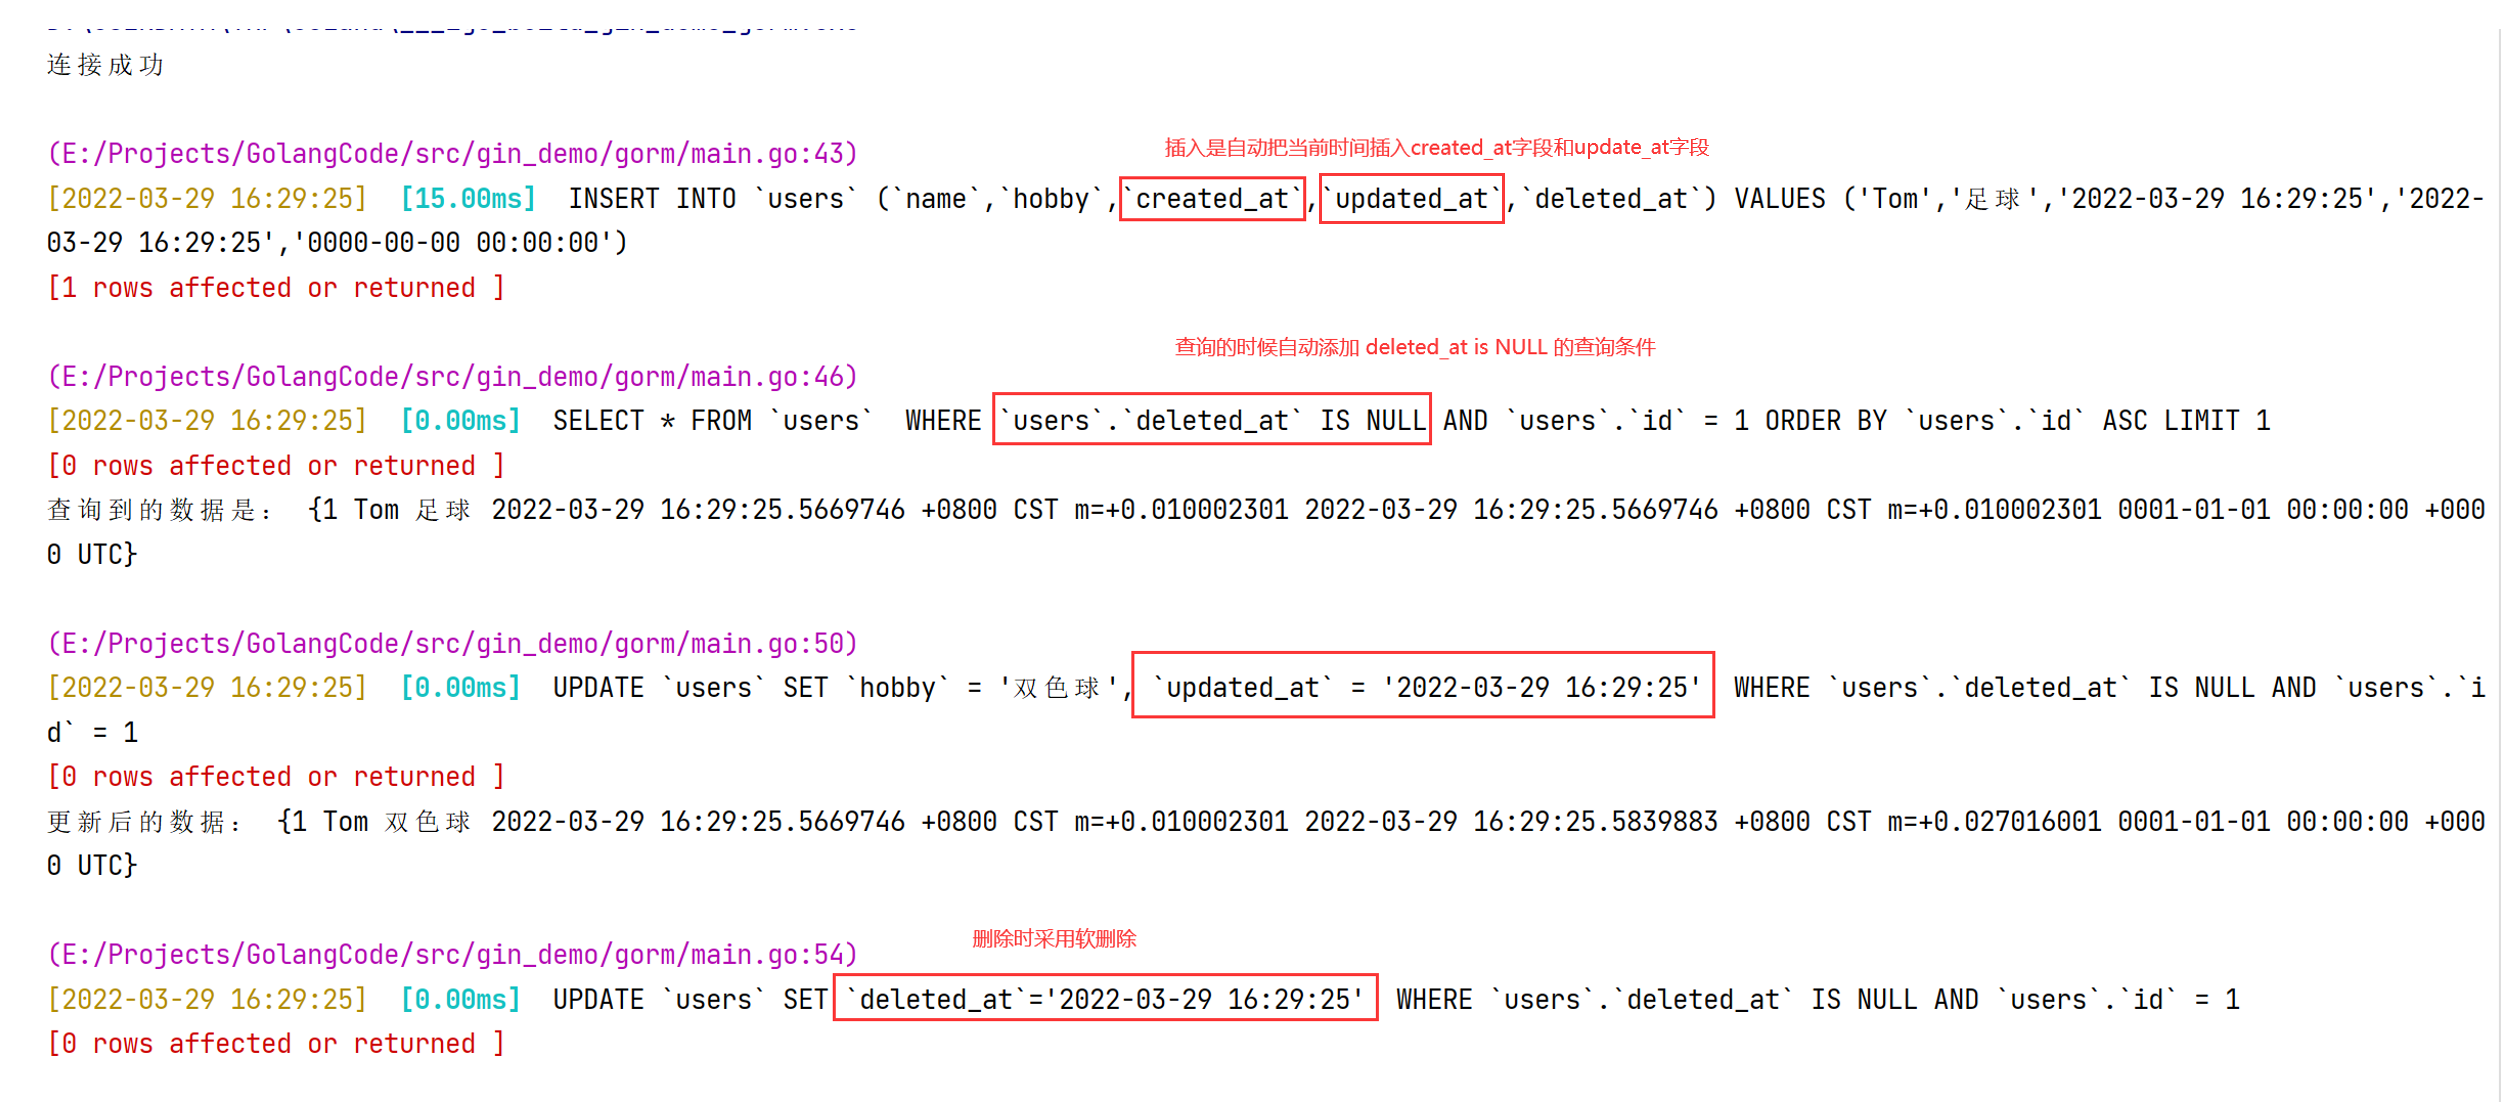 连接成功
(E:/Projects/GolangCode/src/gin_demo/gorm/main.go:43)
插入是自动把当前时间插入created_at字段和update_at字段
[2022-03-29 16:29:25]  [15.00ms]  INSERT INTO `users` (`name`,`hobby`,`created_at`,`updated_at`,`deleted_at`) VALUES ('Tom','足球','2022-03-29 16:29:25','2022-
03-29 16:29:25','0000-00-00 00:00:00')
[1 rows affected or returned ]
查询的时候自动添加 deleted_at is NULL 的查询条件
(E:/Projects/GolangCode/src/gin_demo/gorm/main.go:46)
[2022-03-29 16:29:25]  [0.00ms]  SELECT * FROM `users`  WHERE `users`.`deleted_at` IS NULL AND `users`.`id` = 1 ORDER BY `users`.`id` ASC LIMIT 1
[0 rows affected or returned ]
查询到的数据是： {1 Tom 足球 2022-03-29 16:29:25.5669746 +0800 CST m=+0.010002301 2022-03-29 16:29:25.5669746 +0800 CST m=+0.010002301 0001-01-01 00:00:00 +000
0 UTC}
(E:/Projects/GolangCode/src/gin_demo/gorm/main.go:50)
[2022-03-29 16:29:25]  [0.00ms]  UPDATE `users` SET `hobby` = '双色球', `updated_at` = '2022-03-29 16:29:25'  WHERE `users`.`deleted_at` IS NULL AND `users`.`i
d` = 1
[0 rows affected or returned ]
更新后的数据： {1 Tom 双色球 2022-03-29 16:29:25.5669746 +0800 CST m=+0.010002301 2022-03-29 16:29:25.5839883 +0800 CST m=+0.027016001 0001-01-01 00:00:00 +000
0 UTC}
(E:/Projects/GolangCode/src/gin_demo/gorm/main.go:54)
删除时采用软删除
[2022-03-29 16:29:25]  [0.00ms]  UPDATE `users` SET `deleted_at`='2022-03-29 16:29:25'  WHERE `users`.`deleted_at` IS NULL AND `users`.`id` = 1
[0 rows affected or returned ]